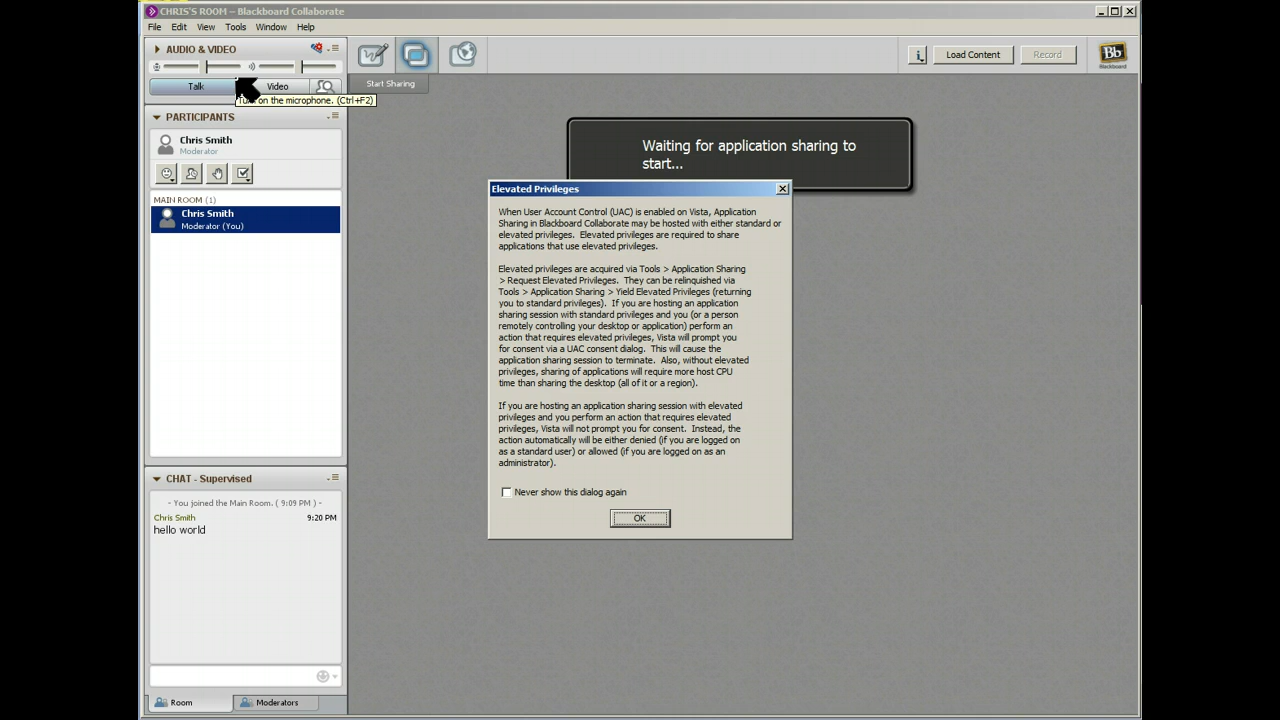 CHRIS'S ROOM – Blackboard Collaborate
File Edit View Tools Window Help
AUDIO & VIDEO
Talk Video
Start Sharing
Load Content
Record
Bb
Blackboard
on the microphone. (Ctrl+F2)
PARTICIPANTS
Chris Smith
Moderator
MAIN ROOM (1)
Chris Smith
Moderator (You)
CHAT - Supervised
- You joined the Main Room. ( 9:09 PM ) -
Chris Smith 9:20 PM
hello world
Room Moderators
Waiting for application sharing to
start...
Elevated Privileges
When User Account Control (UAC) is enabled on Vista, Application
Sharing in Blackboard Collaborate may be hosted with either standard or
elevated privileges. Elevated privileges are required to share
applications that use elevated privileges.
Elevated privileges are acquired via Tools > Application Sharing
> Request Elevated Privileges. They can be relinquished via
Tools > Application Sharing > Yield Elevated Privileges (returning
you to standard privileges). If you are hosting an application
sharing session with standard privileges and you (or a person
remotely controlling your desktop or application) perform an
action that requires elevated privileges, Vista will prompt you
for consent via a UAC consent dialog. This will cause the
application sharing session to terminate. Also, without elevated
privileges, sharing of applications will require more host CPU
time than sharing the desktop (all of it or a region).
If you are hosting an application sharing session with elevated
privileges and you perform an action that requires elevated
privileges, Vista will not prompt you for consent. Instead, the
action automatically will be either denied (if you are logged on
as a standard user) or allowed (if you are logged on as an
administrator).
Never show this dialog again
OK